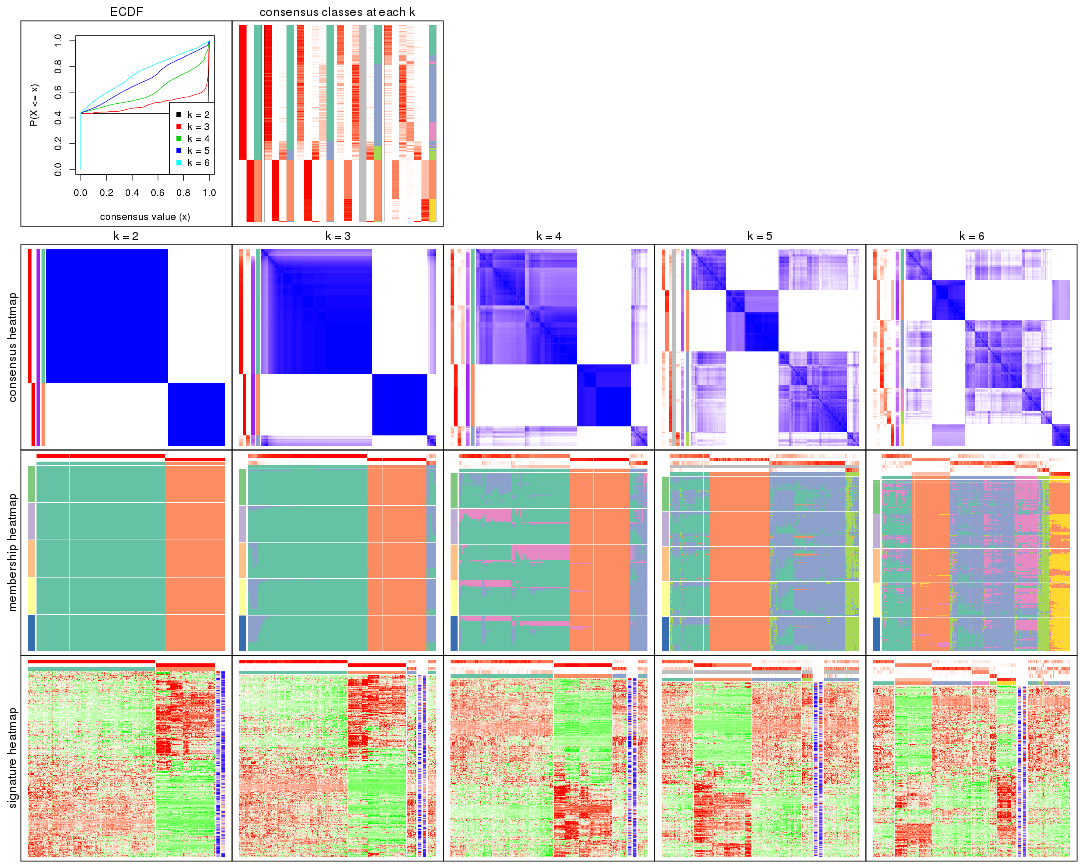 ECDF
consensus classes at each k
P(X <= x)
0.0 0.2 0.4 0.6 0.8 1.0
k = 2
k = 3
k = 4
k = 5
k = 6
0.0 0.2 0.4 0.6 0.8 1.0
consensus value (x)
k = 2
k = 3
k = 4
k = 5
k = 6
consensus heatmap
membership heatmap
signature heatmap